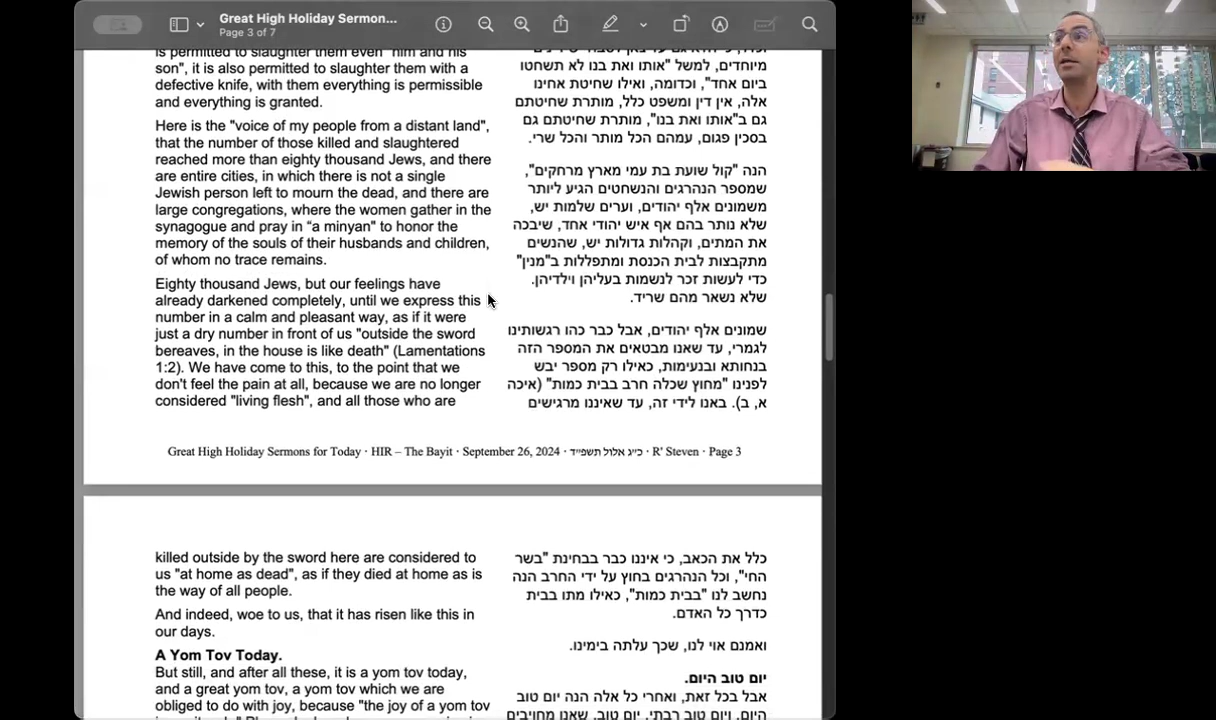 Great High Holiday Sermon...
Page 3 of 7
is permitted to slaughter them even "him and his
son", it is also permitted to slaughter them with a
defective knife, with them everything is permissible
and everything is granted.
Here is the "voice of my people from a distant land",
that the number of those killed and slaughtered
reached more than eighty thousand Jews, and there
are entire cities, in which there is not a single
Jewish person left to mourn the dead, and there are
large congregations, where the women gather in the
synagogue and pray in “a minyan" to honor the
memory of the souls of their husbands and children,
of whom no trace remains.
Eighty thousand Jews, but our feelings have
already darkened completely, until we express this
number in a calm and pleasant way, as if it were
just a dry number in front of us "outside the sword
bereaves, in the house is like death" (Lamentations
1:2). We have come to this, to the point that we
don't feel the pain at all, because we are no longer
considered "living flesh", and all those who are
מיוחדים, למשל "אותו ואת בנו לא תשחטו
ביום אחד", וכדומה, ואילו שחיטת אחינו
אלה, אין דין ומשפט כלל, מותרת שחיטתם
גם ב"אותו ואת בנו", מותרת שחיטתם גם
בסכין פגום, עמהם הכל מותר והכל שרי.
הנה "קול שועת בת עמי מארץ מרחקים",
שמספר הנהרגים והנשחטים הגיע ליותר
משמונים אלף יהודים, וערים שלמות יש,
שלא נותר בהם אף איש יהודי אחד, שיבכה
את המתים, וקהלות גדולות יש, שהנשים
מתקבצות לבית הכנסת ומתפללות ב"מנין"
כדי לעשות זכר לנשמות בעליהן וילדיהן.
שלא נשאר מהם שריד.
שמונים אלף יהודים, אבל כבר כהו רגשותינו
לגמרי, עד שאנו מבטאים את המספר הזה
בנחותא ובנעימות, כאילו רק מספר יבש
לפנינו "מחוץ שכלה חרב בבית כמות" (איכה
א, ב). באנו לידי זה, עד שאיננו מרגישים
Great High Holiday Sermons for Today · HIR – The Bayit · September 26, 2024 · כ״ג אלול תשפ״ד · R' Steven · Page 3
killed outside by the sword here are considered to
us "at home as dead", as if they died at home as is
the way of all people.
And indeed, woe to us, that it has risen like this in
our days.
A Yom Tov Today.
But still, and after all these, it is a yom tov today,
and a great yom tov, a yom tov which we are
obliged to do with joy, because "the joy of a yom tov
כלל את הכאב, כי איננו כבר בבחינת "בשר
החי", וכל הנהרגים בחוץ על ידי החרב הנה
נחשב לנו "בבית כמות", כאילו מתו בבית
כדרך כל האדם.
ואמנם אוי לנו, שכך עלתה בימינו.
יום טוב היום.
אבל בכל זאת, ואחרי כל אלה הנה יום טוב
היום, ויום טוב רבתי, יום טוב, שאנו מחויבים